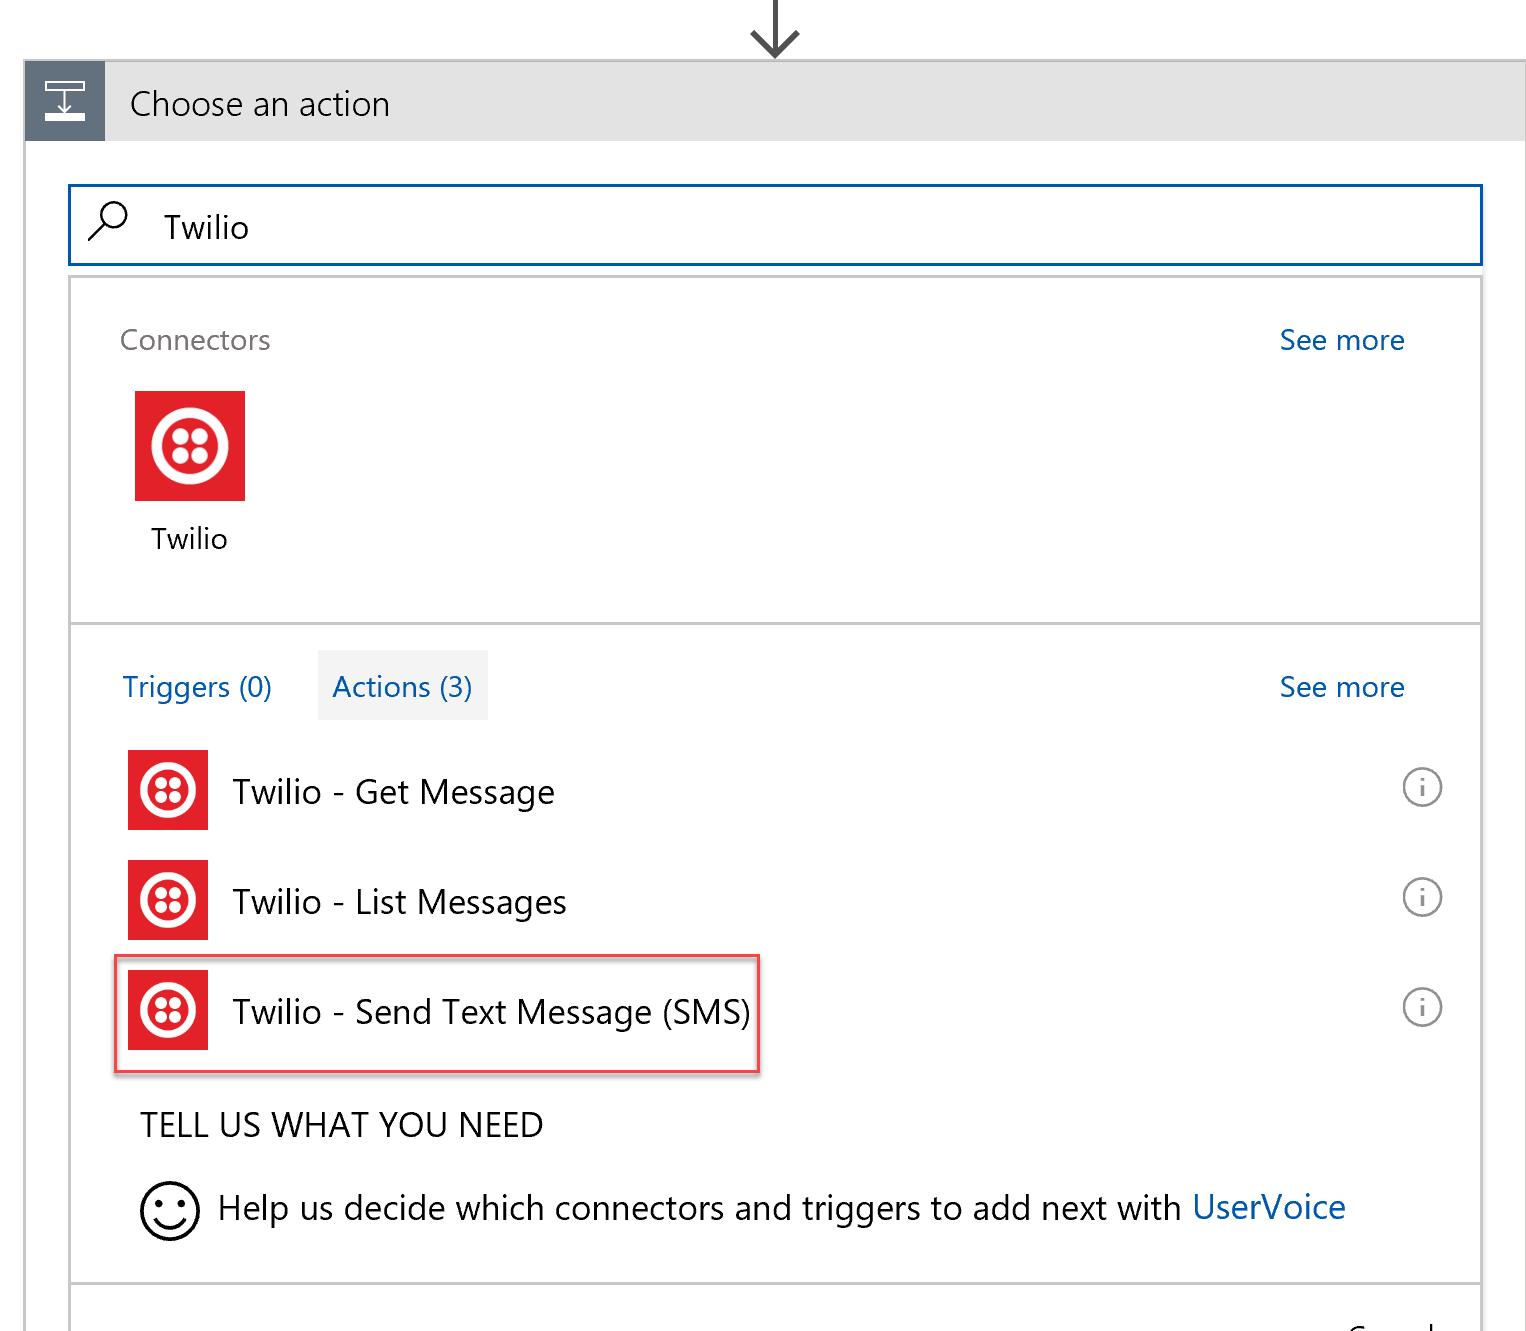 Choose an action
Twilio
Connectors
See more
Twilio
Triggers (0)
Actions (3)
See more
Twilio - Get Message
Twilio - List Messages
Twilio - Send Text Message (SMS)
TELL US WHAT YOU NEED
Help us decide which connectors and triggers to add next with UserVoice